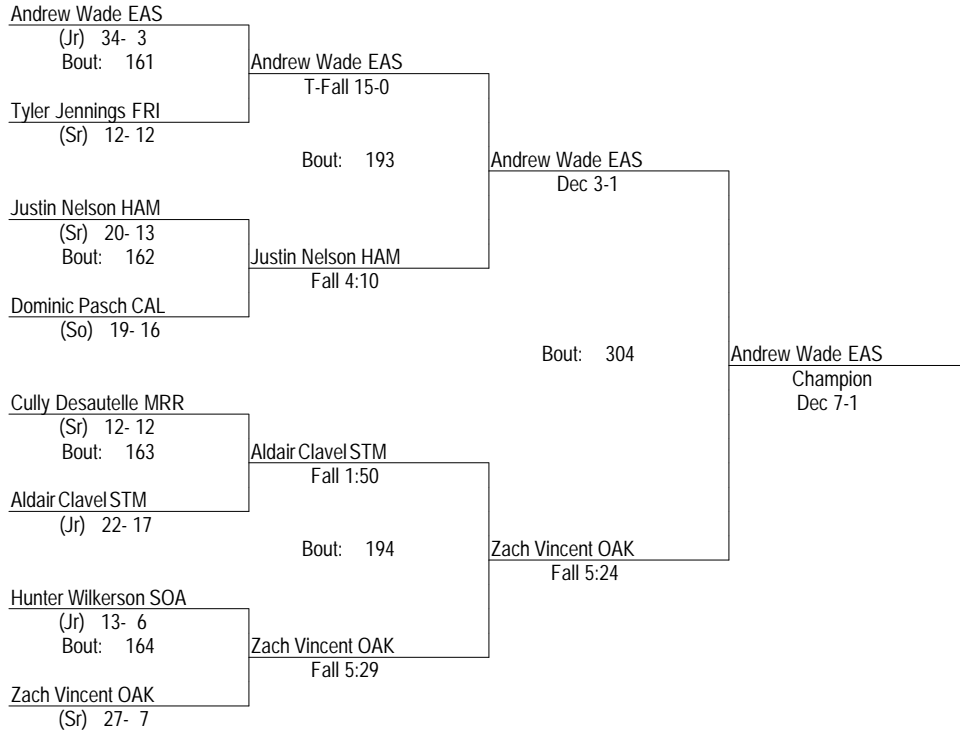 Andrew Wade EAS
(Jr) 34- 3
Bout: 161
Andrew Wade EAS
T-Fall 15-0
Tyler Jennings FRI
(Sr) 12- 12
Bout: 193
Andrew Wade EAS
Dec 3-1
Justin Nelson HAM
(Sr) 20- 13
Bout: 162
Justin Nelson HAM
Fall 4:10
Dominic Pasch CAL
(So) 19- 16
Bout: 304
Andrew Wade EAS
Champion
Dec 7-1
Cully Desautelle MRR
(Sr) 12- 12
Bout: 163
Aldair Clavel STM
Fall 1:50
Aldair Clavel STM
(Jr) 22- 17
Bout: 194
Zach Vincent OAK
Fall 5:24
Hunter Wilkerson SOA
(Jr) 13- 6
Bout: 164
Zach Vincent OAK
Fall 5:29
Zach Vincent OAK
(Sr) 27- 7